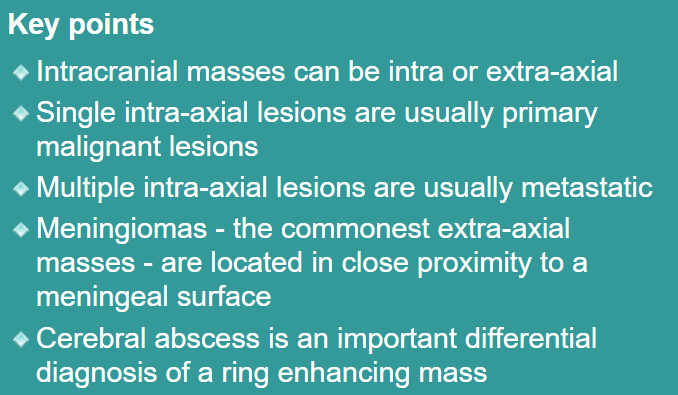 Key points
Intracranial masses can be intra or extra-axial
Single intra-axial lesions are usually primary
malignant lesions
Multiple intra-axial lesions are usually metastatic
Meningiomas - the commonest extra-axial
masses - are located in close proximity to a
meningeal surface
Cerebral abscess is an important differential
diagnosis of a ring enhancing mass